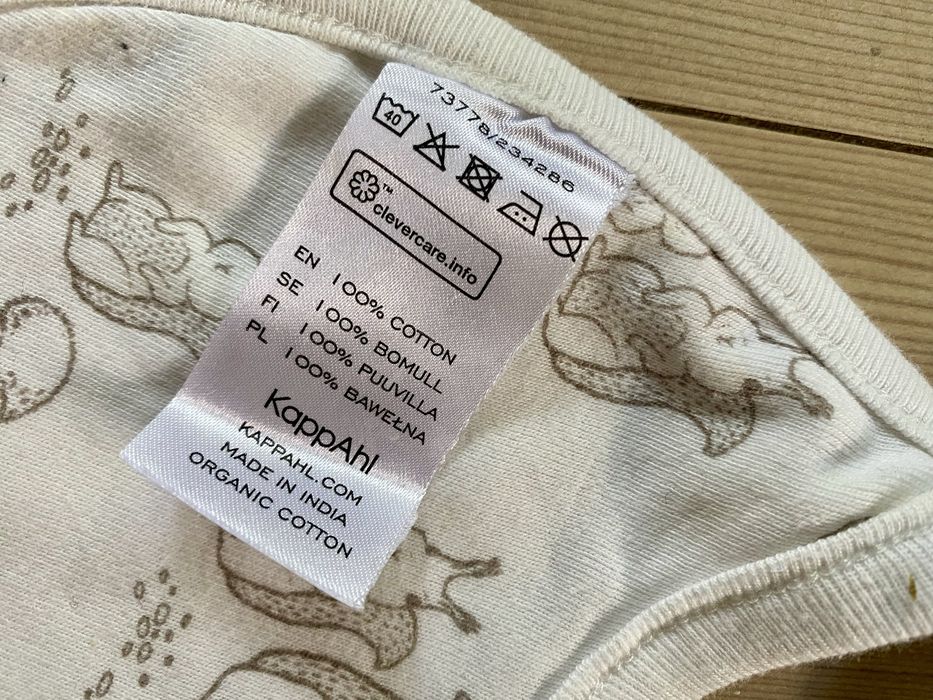 73778/234286
40
™
clevercare.info
EN 100% COTTON
SE 100% BOMULL
FI 100% PUUVILLA
PL 100% BAWEŁNA
KappAhl
KAPPAHL.COM
MADE IN INDIA
ORGANIC COTTON